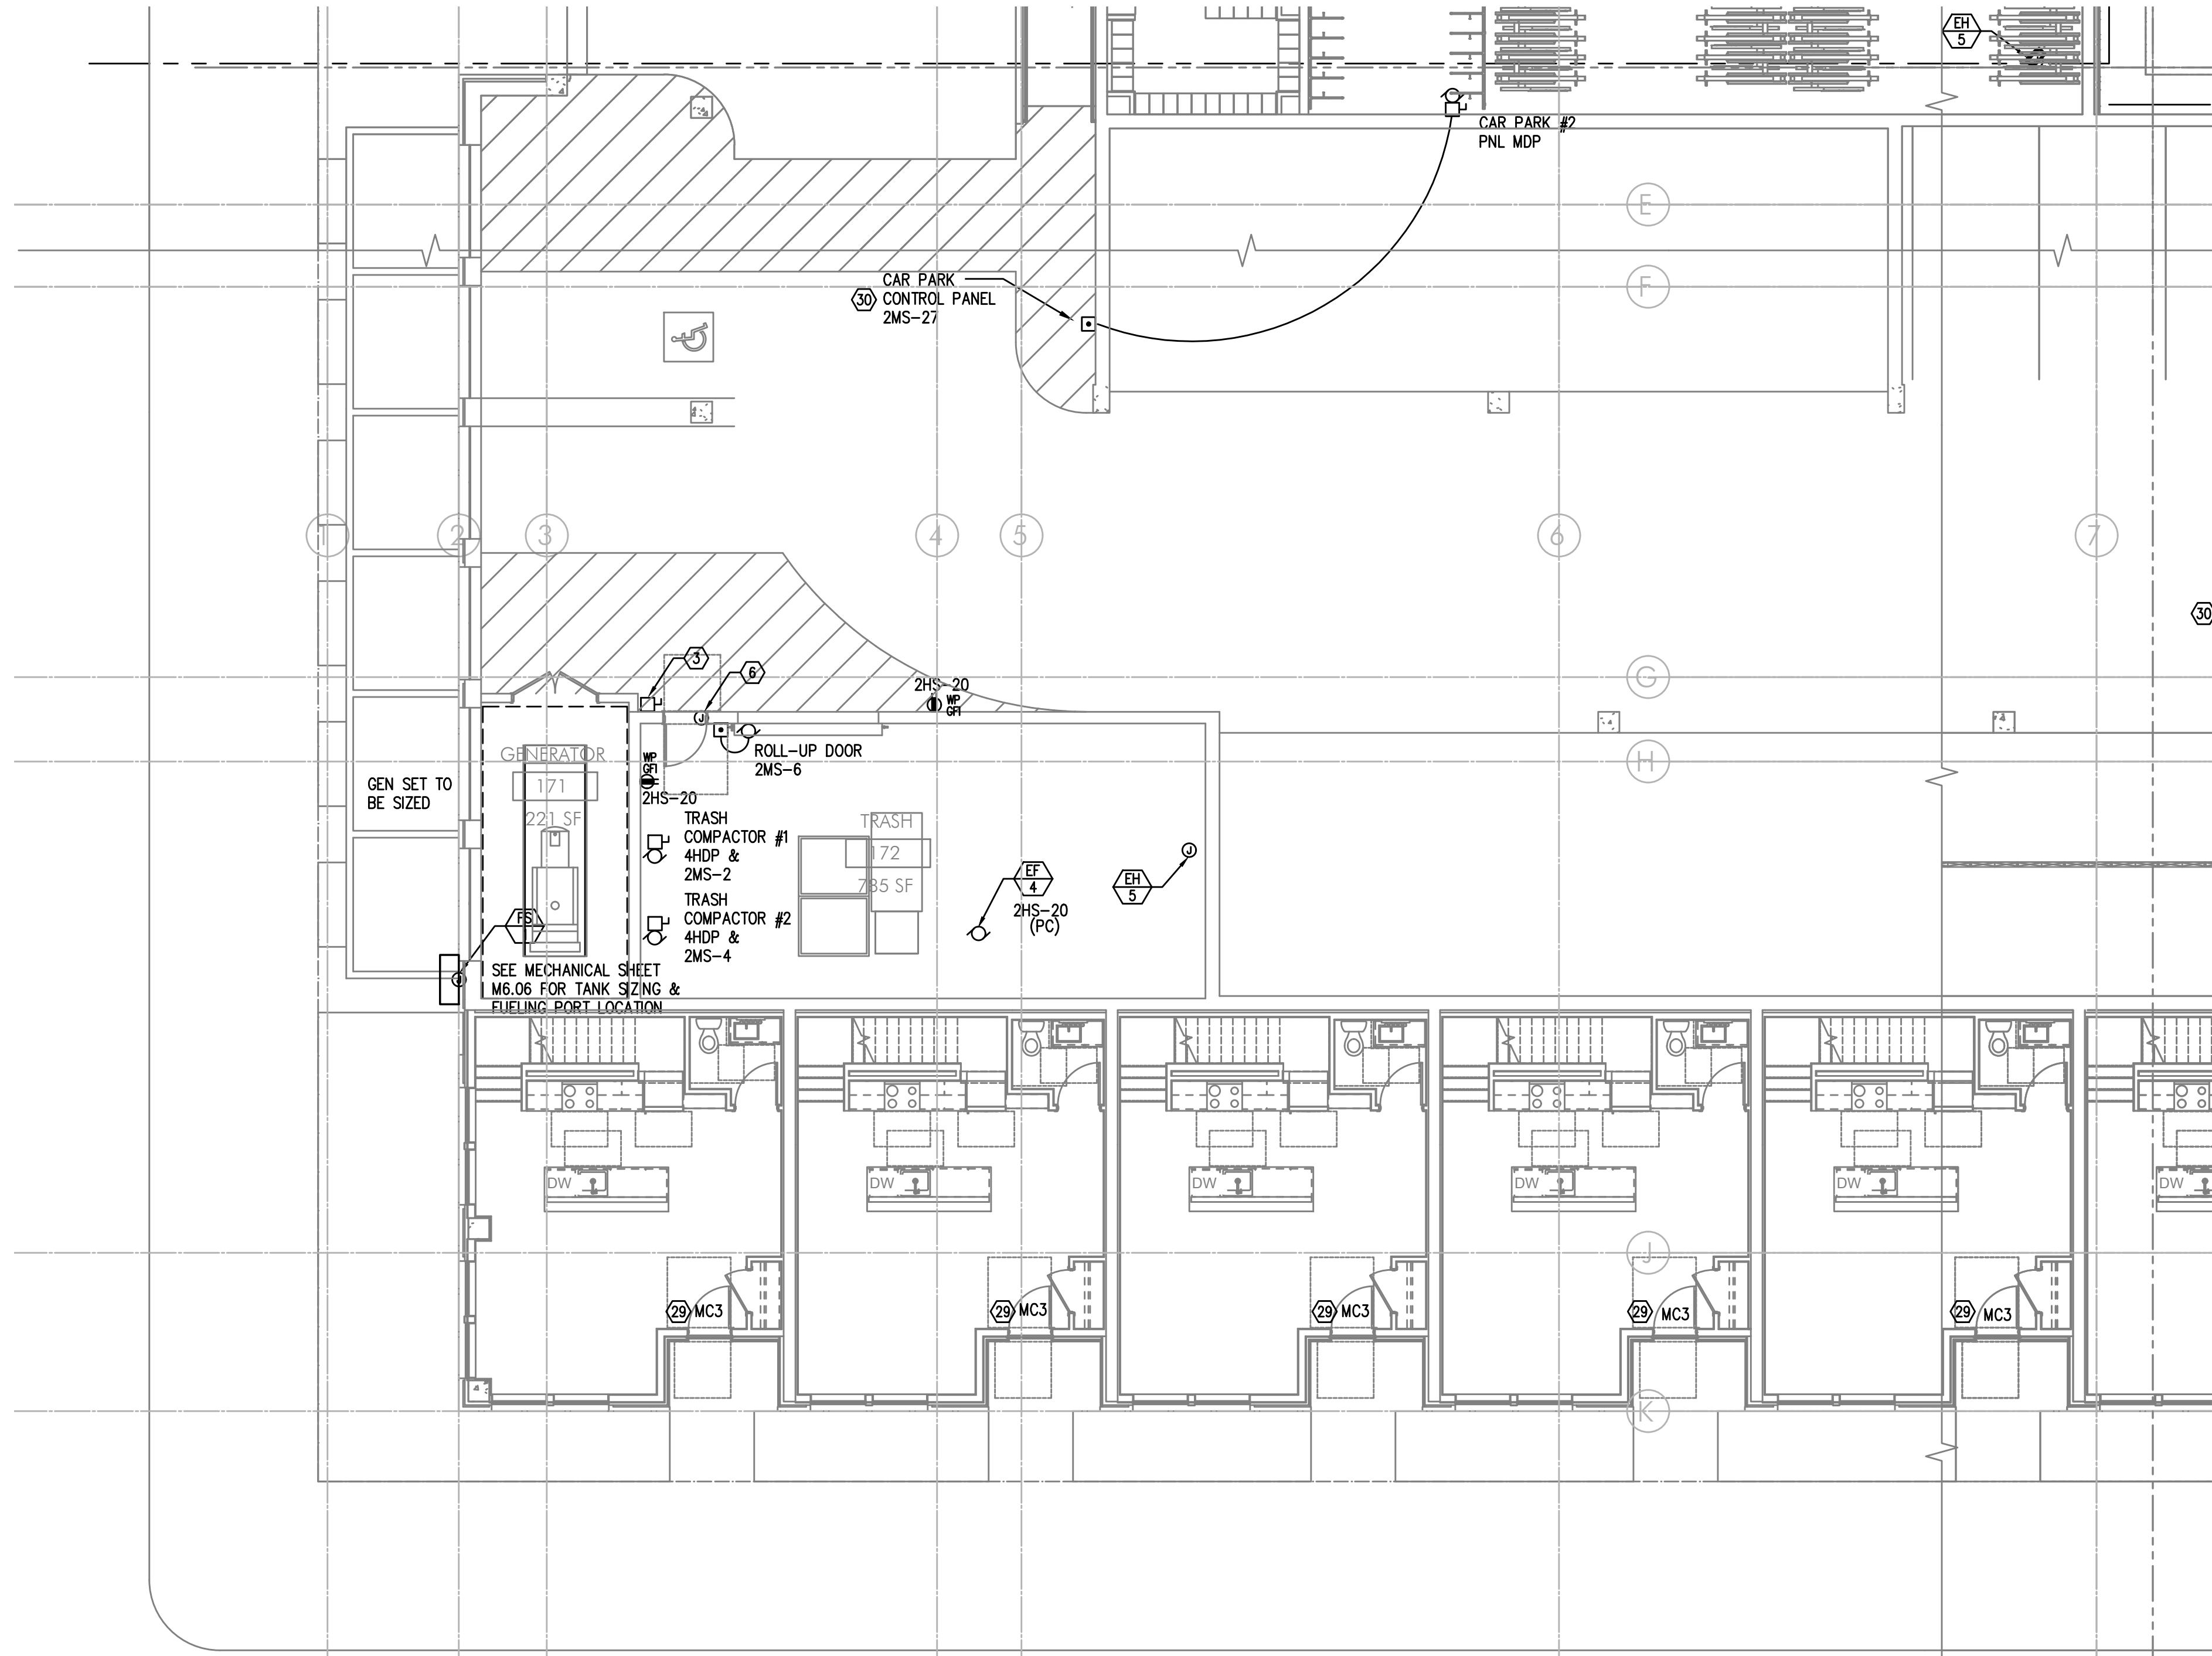 EH
5
CAR PARK #2
PNL MDP
E
CAR PARK
30
CONTROL PANEL
2MS-27
F
1
2
3
4
5
6
7
30
3
6
2HS-20
WP
GFI
G
J
ROLL-UP DOOR
2MS-6
H
GENERATOR
171
221 SF
GEN SET TO
BE SIZED
WP
GFI
2HS-20
TRASH
COMPACTOR #1
4HDP &
2MS-2
TRASH
COMPACTOR #2
4HDP &
2MS-4
TRASH
172
785 SF
EF
4
2HS-20
(PC)
EH
5
J
FS
J
SEE MECHANICAL SHEET
M6.06 FOR TANK SIZING &
FUELING PORT LOCATION
DW
DW
DW
DW
DW
DW
J
29 MC3
29 MC3
29 MC3
29 MC3
29 MC3
K